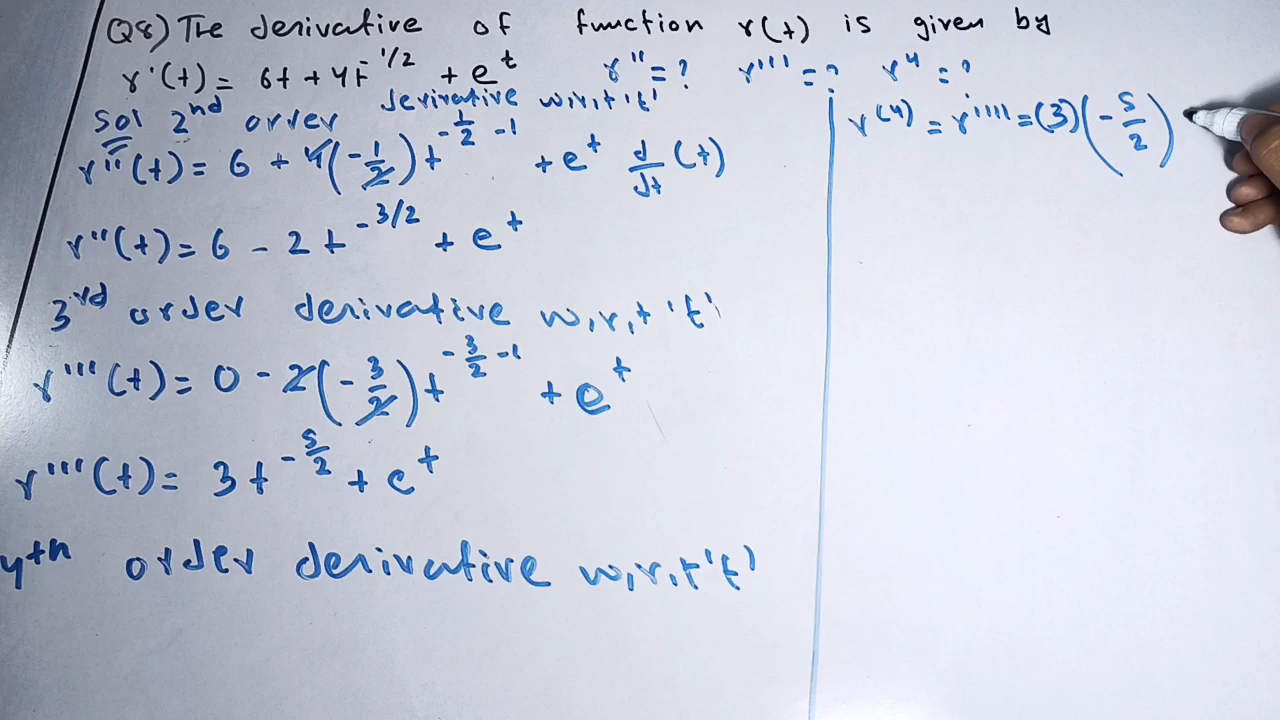 Q8) The derivative of function r(t) is given by
r'(t) = 6t + 4t^-1/2 + e^t r'' = ? r''' = ? r^4 = ?
Sol 2nd order derivative w,r,t 't'
r''(t) = 6 + 4(-1/2)t^-1/2-1 + e^t d/dt (t)
r''(t) = 6 - 2t^-3/2 + e^t
3rd order derivative w,r,t 't'
r'''(t) = 0 - 2(-3/2)t^-3/2-1 + e^t
r'''(t) = 3t^-5/2 + e^t
4th order derivative w,r,t 't'
r^(4) = r'''' = (3)(-5/2)